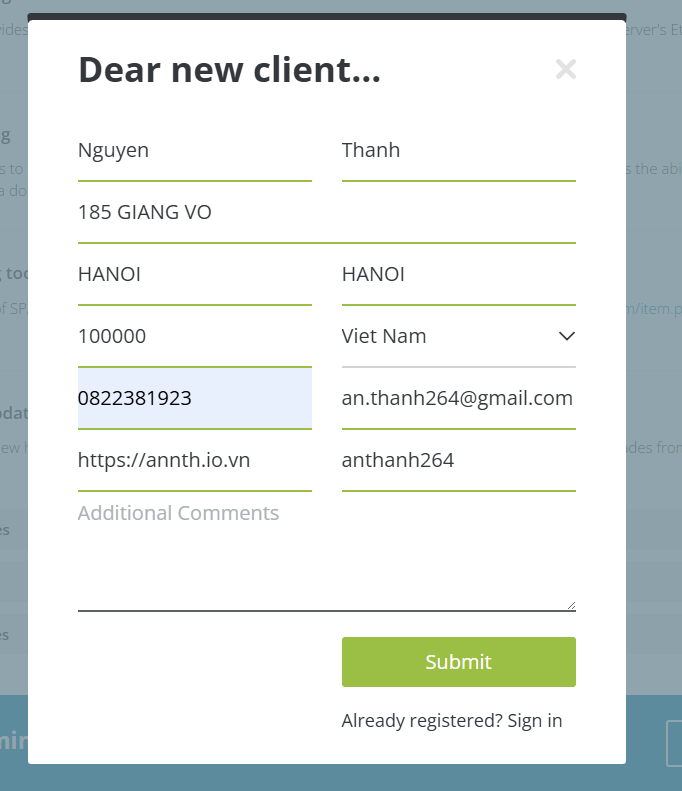 Dear new client...
Nguyen
Thanh
185 GIANG VO
HANOI
HANOI
100000
Viet Nam
0822381923
an.thanh264@gmail.com
https://annth.io.vn
anthanh264
Additional Comments
Submit
Already registered? Sign in